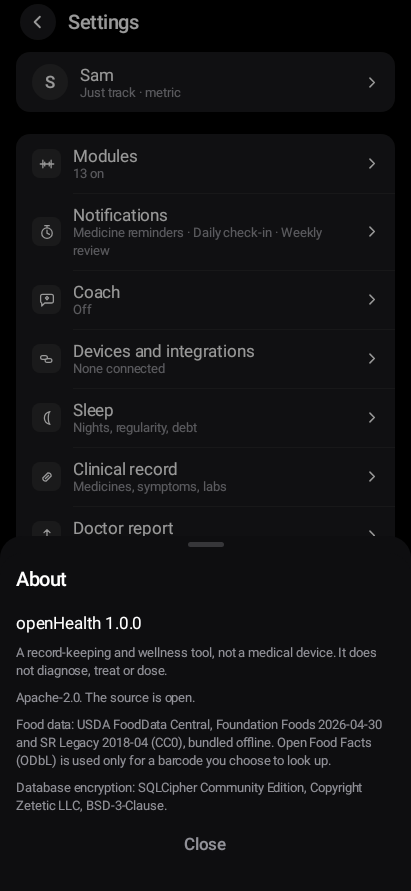 Settings
S
Sam
Just track · metric
Modules
13 on
Notifications
Medicine reminders · Daily check-in · Weekly
review
Coach
Off
Devices and integrations
None connected
Sleep
Nights, regularity, debt
Clinical record
Medicines, symptoms, labs
Doctor report
About
openHealth 1.0.0
A record-keeping and wellness tool, not a medical device. It does
not diagnose, treat or dose.
Apache-2.0. The source is open.
Food data: USDA FoodData Central, Foundation Foods 2026-04-30
and SR Legacy 2018-04 (CC0), bundled offline. Open Food Facts
(ODbL) is used only for a barcode you choose to look up.
Database encryption: SQLCipher Community Edition, Copyright
Zetetic LLC, BSD-3-Clause.
Close